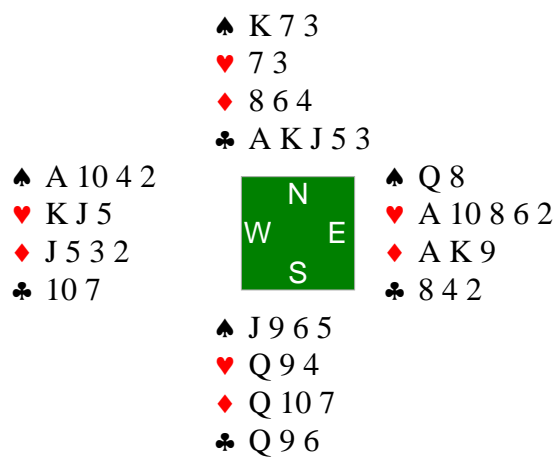 ♠ K 7 3
♥ 7 3
♦ 8 6 4
♣ A K J 5 3
♠ A 10 4 2
♥ K J 5
♦ J 5 3 2
♣ 10 7
N
W E
S
♠ Q 8
♥ A 10 8 6 2
♦ A K 9
♣ 8 4 2
♠ J 9 6 5
♥ Q 9 4
♦ Q 10 7
♣ Q 9 6